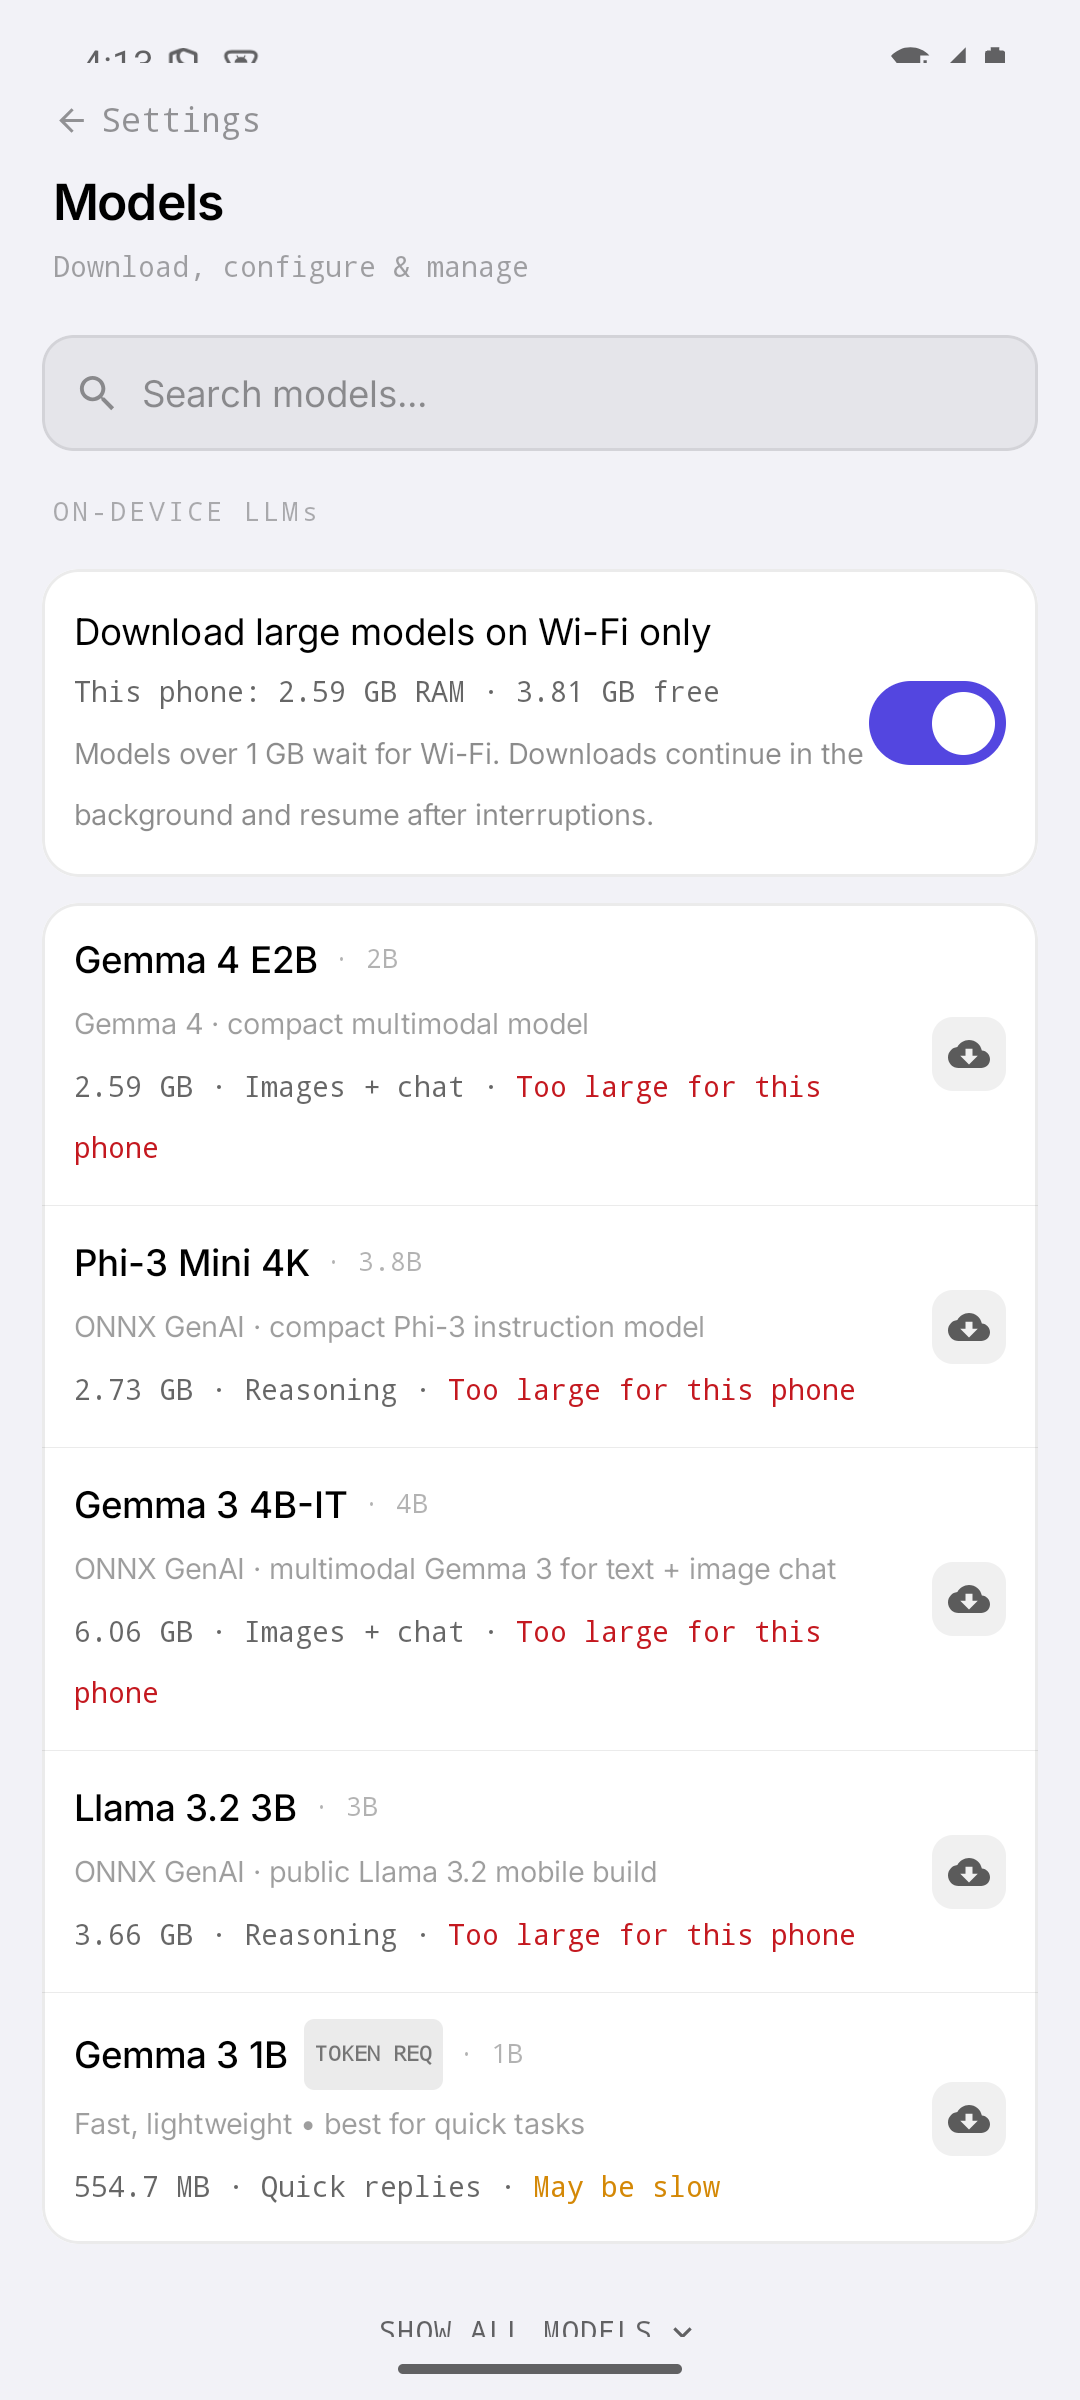 4:13
← Settings
Models
Download, configure & manage
Search models...
ON-DEVICE LLMs
Download large models on Wi-Fi only
This phone: 2.59 GB RAM · 3.81 GB free
Models over 1 GB wait for Wi-Fi. Downloads continue in the
background and resume after interruptions.
Gemma 4 E2B · 2B
Gemma 4 · compact multimodal model
2.59 GB · Images + chat · Too large for this
phone
Phi-3 Mini 4K · 3.8B
ONNX GenAI · compact Phi-3 instruction model
2.73 GB · Reasoning · Too large for this phone
Gemma 3 4B-IT · 4B
ONNX GenAI · multimodal Gemma 3 for text + image chat
6.06 GB · Images + chat · Too large for this
phone
Llama 3.2 3B · 3B
ONNX GenAI · public Llama 3.2 mobile build
3.66 GB · Reasoning · Too large for this phone
Gemma 3 1B TOKEN REQ · 1B
Fast, lightweight • best for quick tasks
554.7 MB · Quick replies · May be slow
SHOW ALL MODELS